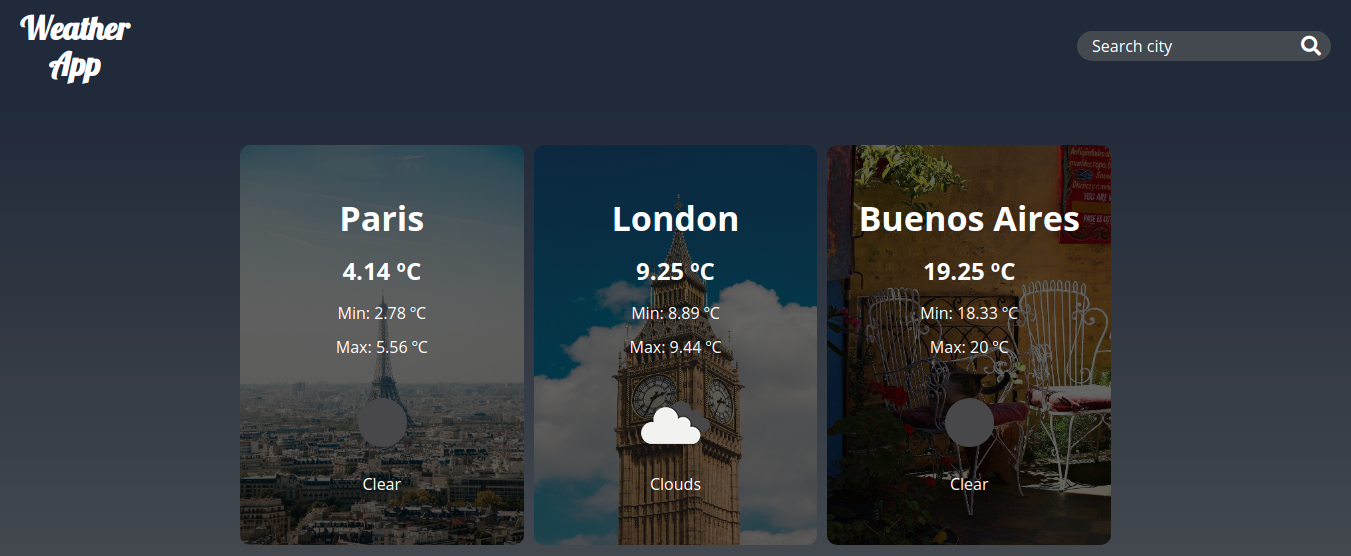 Weather
App
Search city
Paris
4.14 ºC
Min: 2.78 ºC
Max: 5.56 ºC
Clear
London
9.25 ºC
Min: 8.89 ºC
Max: 9.44 ºC
Clouds
Buenos Aires
19.25 ºC
Min: 18.33 ºC
Max: 20 ºC
Clear